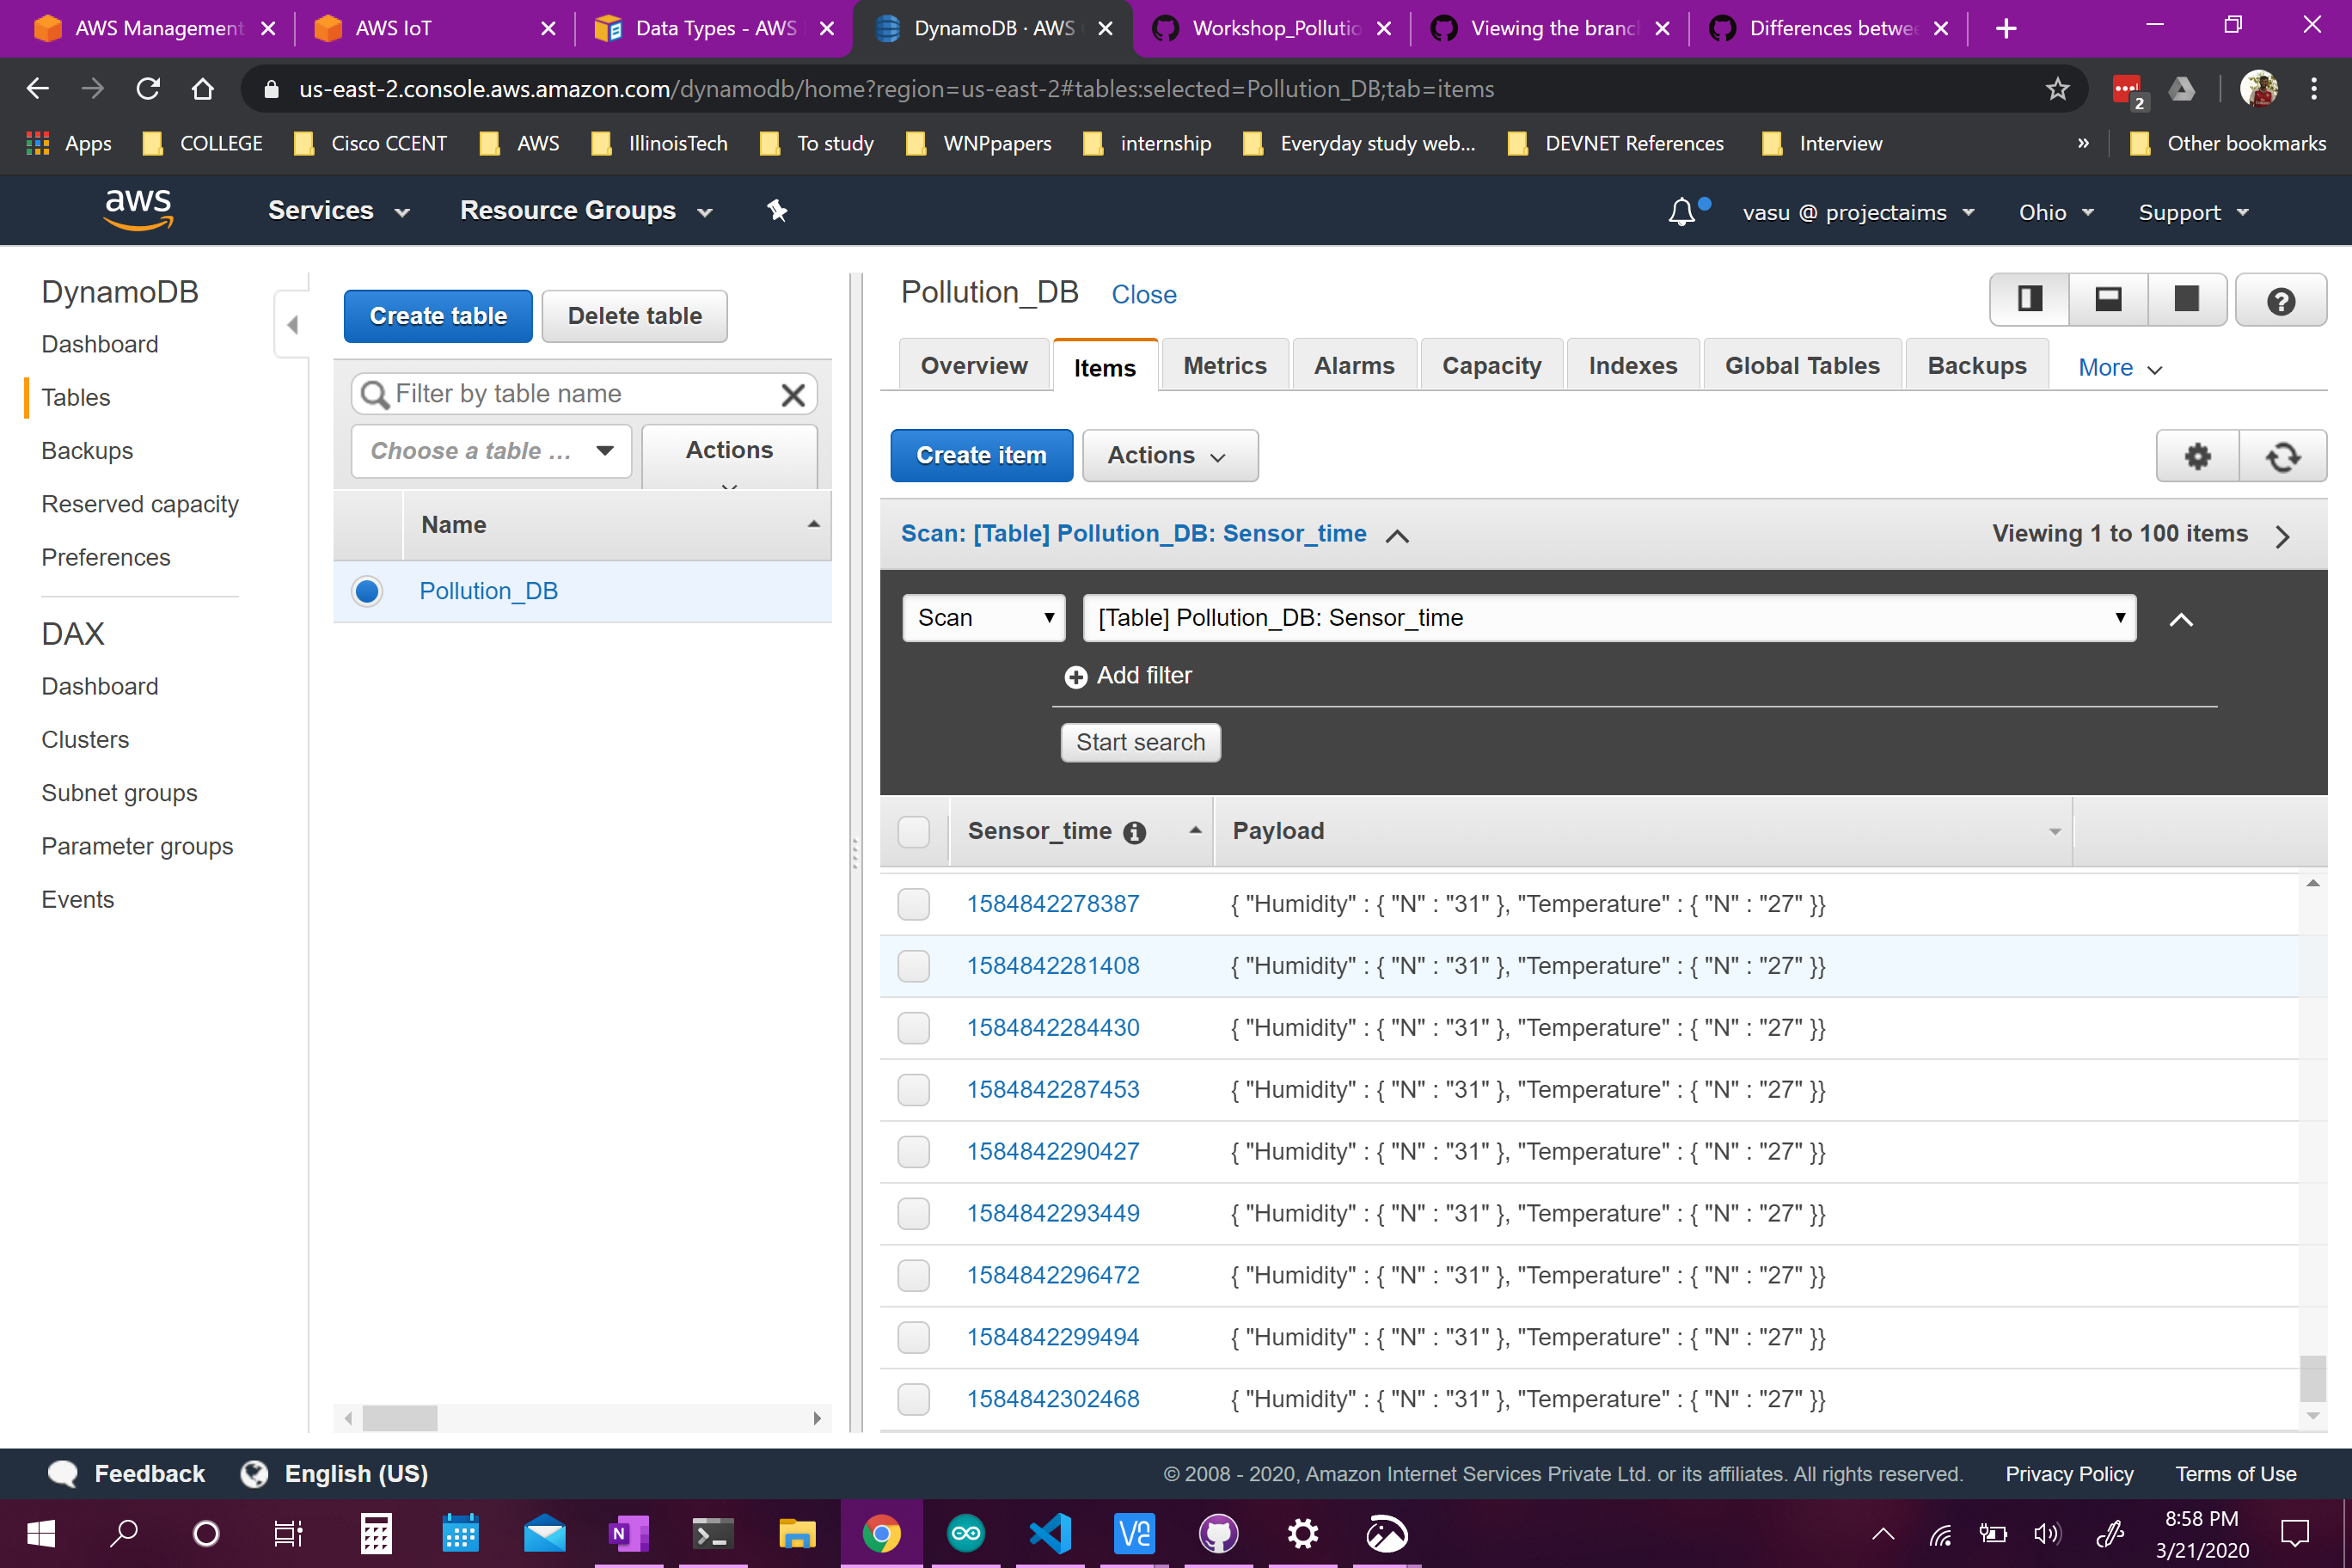 AWS Management
AWS IoT
Data Types - AWS
DynamoDB · AWS
Workshop_Pollutio
Viewing the branc
Differences betwe
us-east-2.console.aws.amazon.com/dynamodb/home?region=us-east-2#tables:selected=Pollution_DB;tab=items
2
Apps
COLLEGE
Cisco CCENT
AWS
IllinoisTech
To study
WNPpapers
internship
Everyday study web...
DEVNET References
Interview
»
Other bookmarks
aws
Services
Resource Groups
vasu @ projectaims
Ohio
Support
DynamoDB
Dashboard
Tables
Backups
Reserved capacity
Preferences
DAX
Dashboard
Clusters
Subnet groups
Parameter groups
Events
Create table
Delete table
Filter by table name
Choose a table ...
Actions
Name
Pollution_DB
Pollution_DB
Close
Overview
Items
Metrics
Alarms
Capacity
Indexes
Global Tables
Backups
More
Create item
Actions
Scan: [Table] Pollution_DB: Sensor_time
Viewing 1 to 100 items
Scan
[Table] Pollution_DB: Sensor_time
Add filter
Start search
Sensor_time
Payload
1584842278387 { "Humidity" : { "N" : "31" }, "Temperature" : { "N" : "27" }}
1584842281408 { "Humidity" : { "N" : "31" }, "Temperature" : { "N" : "27" }}
1584842284430 { "Humidity" : { "N" : "31" }, "Temperature" : { "N" : "27" }}
1584842287453 { "Humidity" : { "N" : "31" }, "Temperature" : { "N" : "27" }}
1584842290427 { "Humidity" : { "N" : "31" }, "Temperature" : { "N" : "27" }}
1584842293449 { "Humidity" : { "N" : "31" }, "Temperature" : { "N" : "27" }}
1584842296472 { "Humidity" : { "N" : "31" }, "Temperature" : { "N" : "27" }}
1584842299494 { "Humidity" : { "N" : "31" }, "Temperature" : { "N" : "27" }}
1584842302468 { "Humidity" : { "N" : "31" }, "Temperature" : { "N" : "27" }}
Feedback
English (US)
© 2008 - 2020, Amazon Internet Services Private Ltd. or its affiliates. All rights reserved.
Privacy Policy
Terms of Use
8:58 PM
3/21/2020